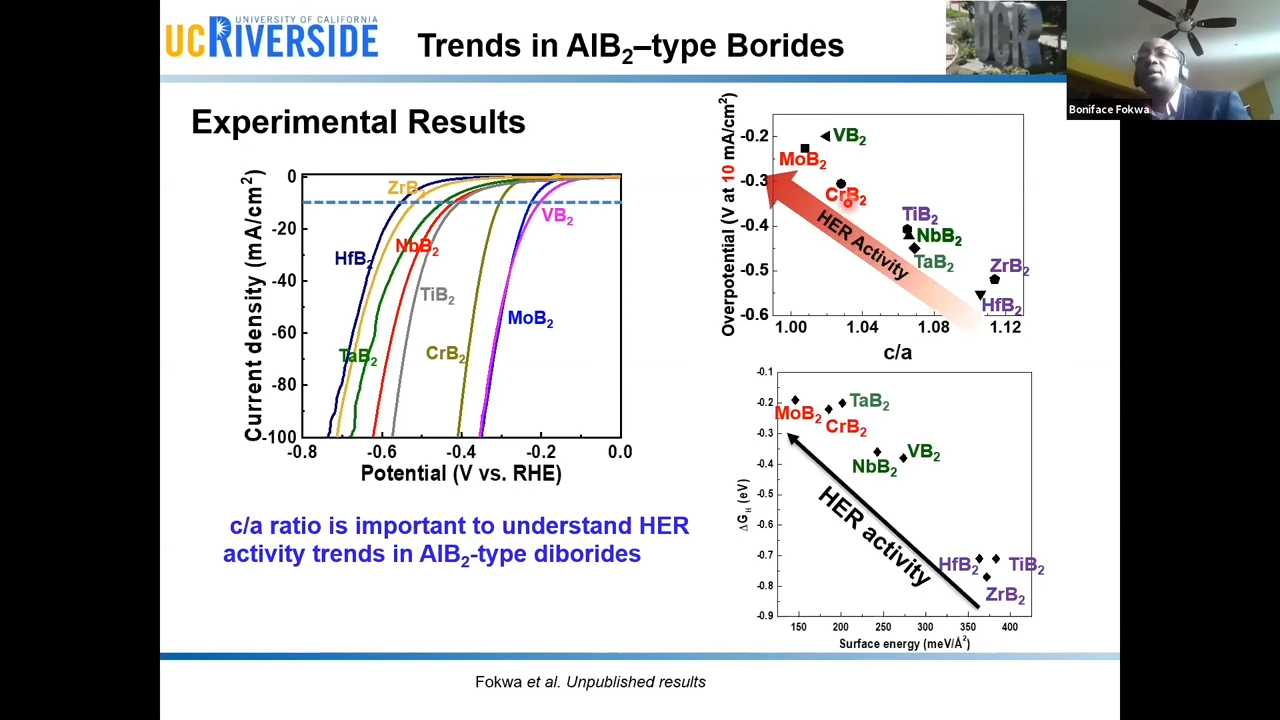 UNIVERSITY OF CALIFORNIA
UCRIVERSIDE
Trends in AlB₂–type Borides
UCR
Boniface Fokwa
Experimental Results
Current density (mA/cm²)
0
-20
-40
-60
-80
-100
-0.8
-0.6
-0.4
-0.2
0.0
Potential (V vs. RHE)
ZrB₂
HfB₂
NbB₂
VB₂
TiB₂
MoB₂
TaB₂
CrB₂
c/a ratio is important to understand HER
activity trends in AlB₂-type diborides
Overpotential (V at 10 mA/cm²)
-0.2
-0.3
-0.4
-0.5
-0.6
1.00
1.04
1.08
1.12
c/a
VB₂
MoB₂
CrB₂
HER Activity
TiB₂
NbB₂
TaB₂
ZrB₂
HfB₂
ΔG_H (eV)
-0.1
-0.2
-0.3
-0.4
-0.5
-0.6
-0.7
-0.8
-0.9
150
200
250
300
350
400
Surface energy (meV/Å²)
TaB₂
MoB₂
CrB₂
VB₂
NbB₂
HER activity
HfB₂
TiB₂
ZrB₂
Fokwa et al. Unpublished results